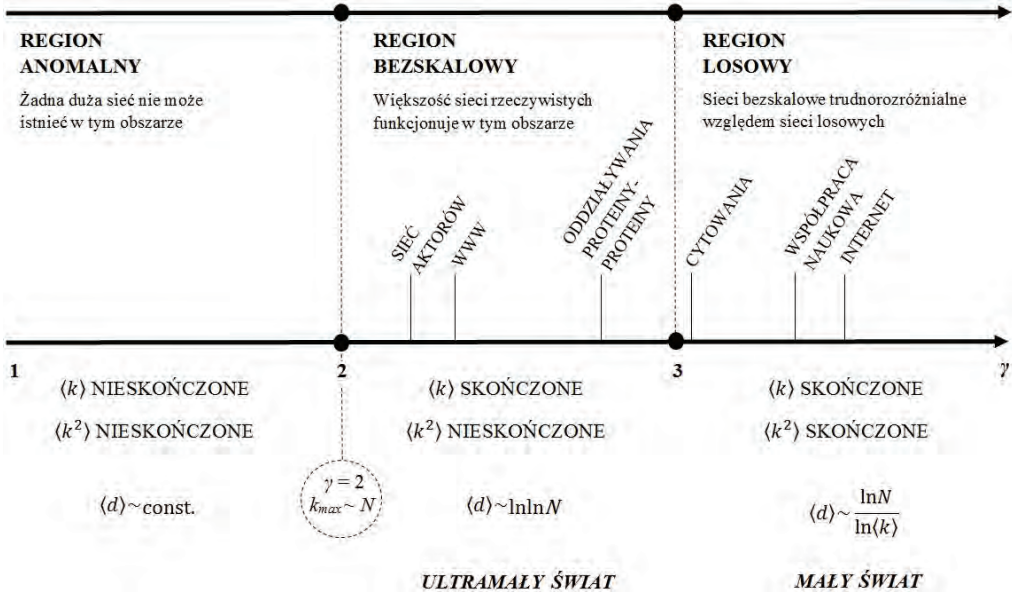 REGION
ANOMALNY
Żadna duża sieć nie może
istnieć w tym obszarze
REGION
BEZSKALOWY
Większość sieci rzeczywistych
funkcjonuje w tym obszarze
REGION
LOSOWY
Sieci bezskalowe trudnorozróżnialne
względem sieci losowych
SIEĆ
AKTORÓW
WWW
ODDZIAŁYWANIA
PROTEINY-
PROTEINY
CYTOWANIA
WSPÓŁPRACA
NAUKOWA
INTERNET
1
2
3
γ
⟨k⟩ NIESKOŃCZONE
⟨k²⟩ NIESKOŃCZONE
⟨d⟩~const.
γ = 2
kmax~ N
⟨k⟩ SKOŃCZONE
⟨k²⟩ NIESKOŃCZONE
⟨d⟩~lnlnN
ULTRAMAŁY ŚWIAT
⟨k⟩ SKOŃCZONE
⟨k²⟩ SKOŃCZONE
⟨d⟩~ lnN / ln⟨k⟩
MAŁY ŚWIAT